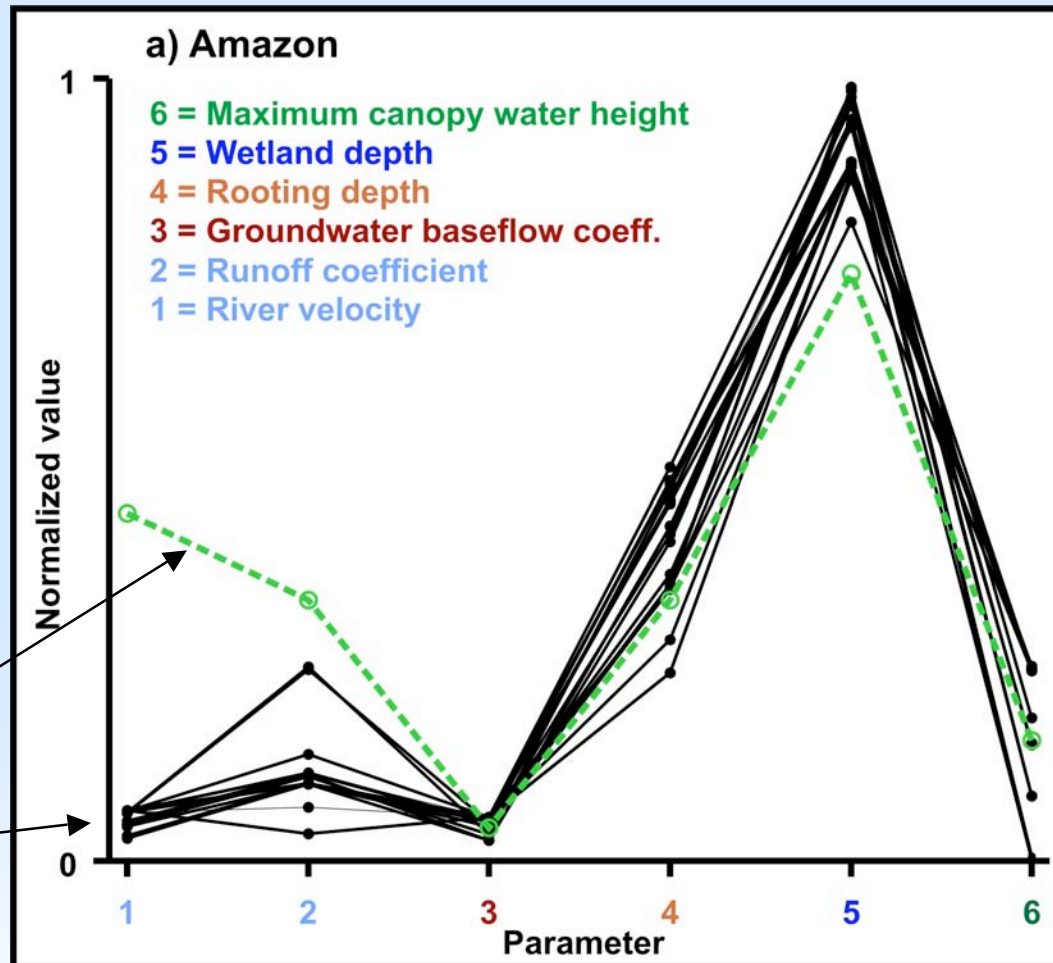 a) Amazon
1
6 = Maximum canopy water height
5 = Wetland depth
4 = Rooting depth
3 = Groundwater baseflow coeff.
2 = Runoff coefficient
1 = River velocity
Normalized value
0
1 2 3 4 5 6
Parameter